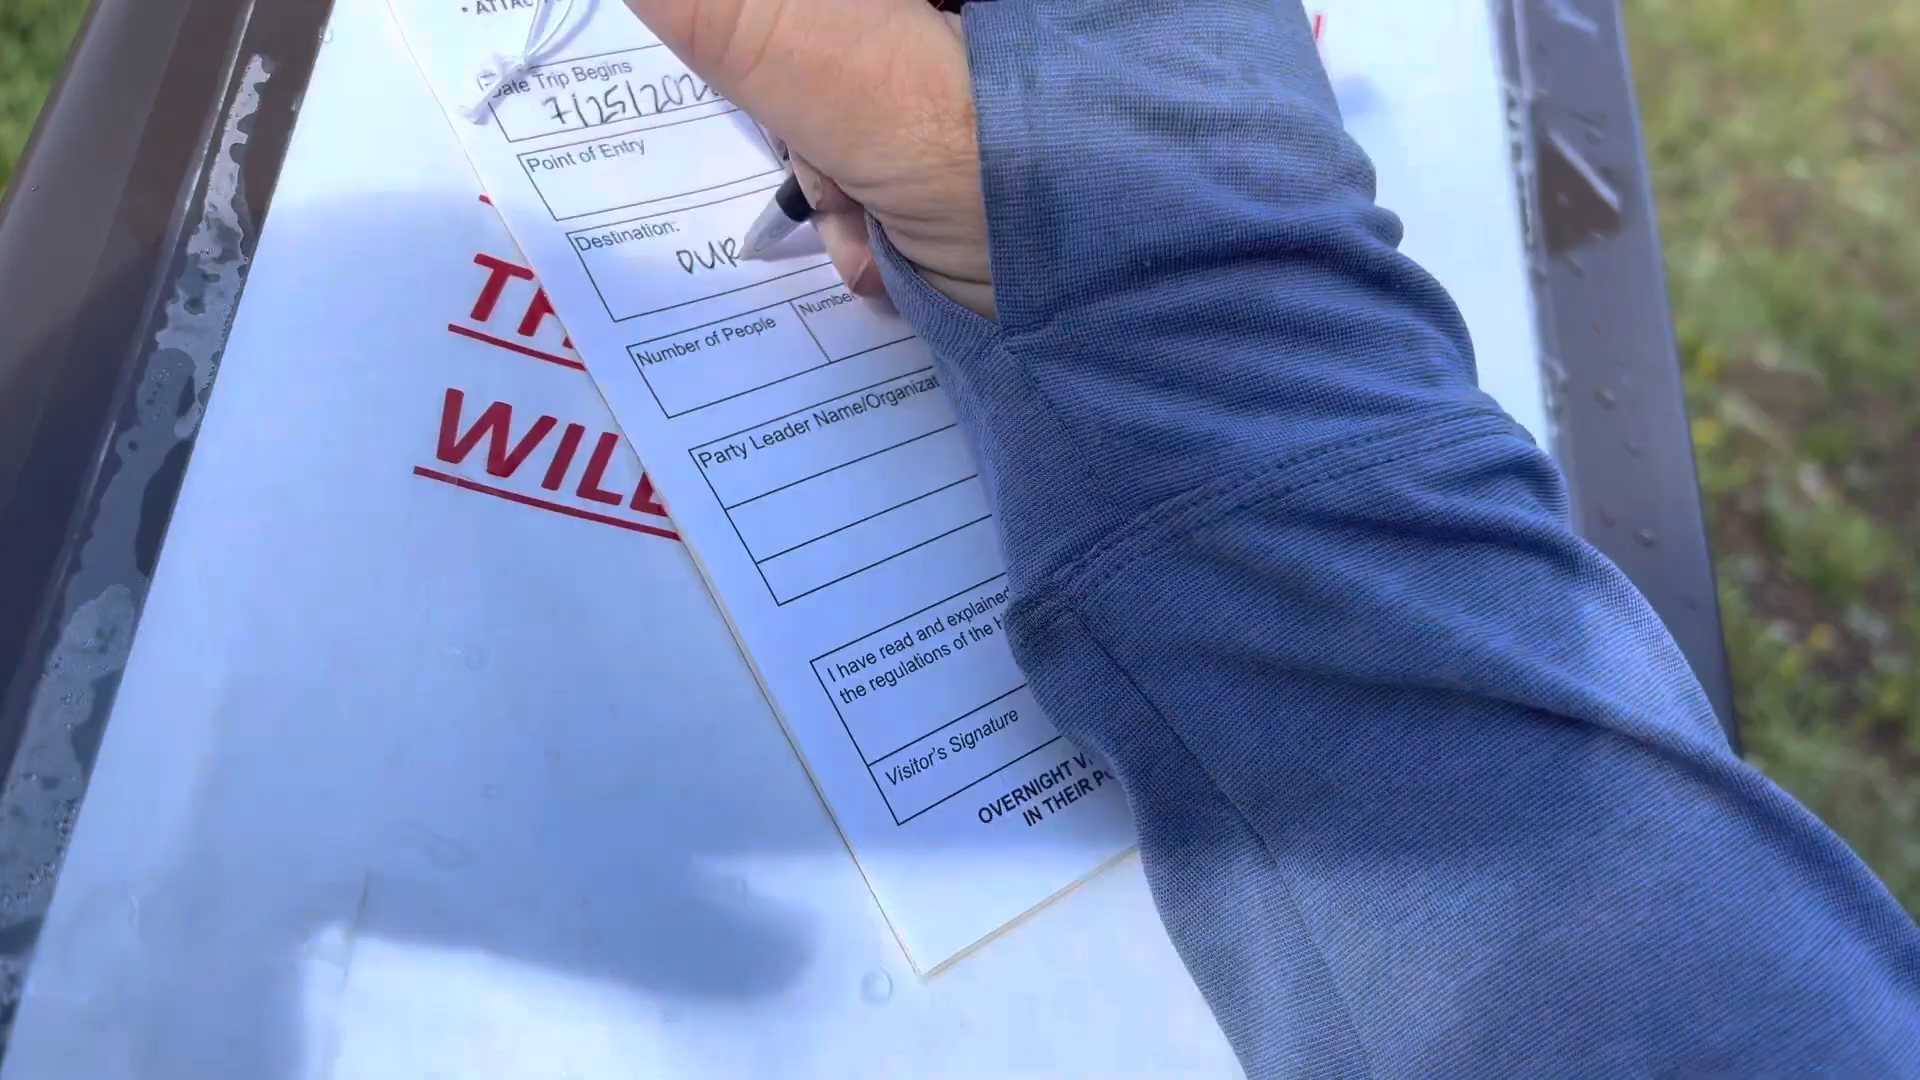 • ATTAC
Date Trip Begins
7/25/202
Point of Entry
Destination:
DUR
Number of People
Number
Party Leader Name/Organizat
I have read and explained
the regulations of the H
Visitor's Signature
OVERNIGHT V
IN THEIR PO
TH
WILL